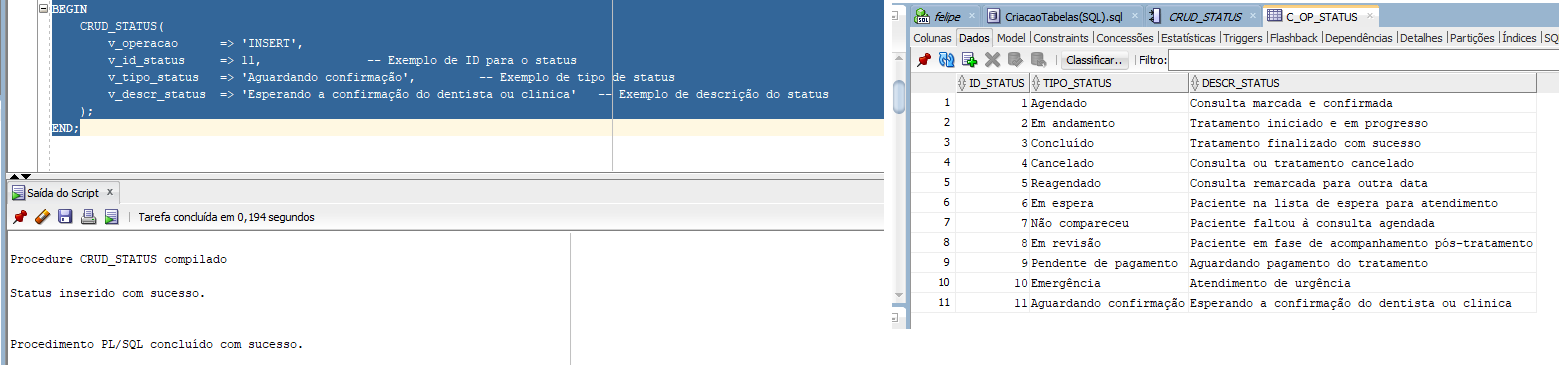 BEGIN
CRUD_STATUS(
v_operacao => 'INSERT',
v_id_status => 11, -- Exemplo de ID para o status
v_tipo_status => 'Aguardando confirmação', -- Exemplo de tipo de status
v_descr_status => 'Esperando a confirmação do dentista ou clinica' -- Exemplo de descrição do status
);
END;
Saída do Script x
Tarefa concluída em 0,194 segundos
Procedure CRUD_STATUS compilado
Status inserido com sucesso.
Procedimento PL/SQL concluído com sucesso.
felipe CriacaoTabelas(SQL).sql CRUD_STATUS C_OP_STATUS
Colunas Dados Model Constraints Concessões Estatísticas Triggers Flashback Dependências Detalhes Partições Índices SQ
Classificar.. Filtro:
ID_STATUS TIPO_STATUS DESCR_STATUS
1 1 Agendado Consulta marcada e confirmada
2 2 Em andamento Tratamento iniciado e em progresso
3 3 Concluído Tratamento finalizado com sucesso
4 4 Cancelado Consulta ou tratamento cancelado
5 5 Reagendado Consulta remarcada para outra data
6 6 Em espera Paciente na lista de espera para atendimento
7 7 Não compareceu Paciente faltou à consulta agendada
8 8 Em revisão Paciente em fase de acompanhamento pós-tratamento
9 9 Pendente de pagamento Aguardando pagamento do tratamento
10 10 Emergência Atendimento de urgência
11 11 Aguardando confirmação Esperando a confirmação do dentista ou clinica